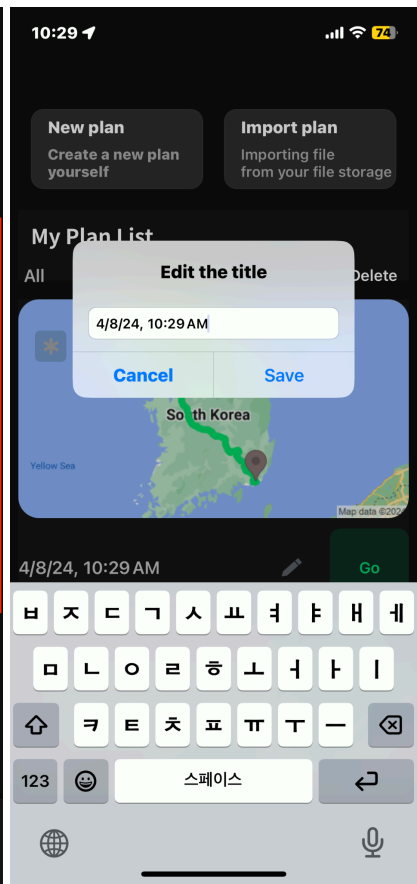 10:29
74
New plan
Create a new plan
yourself
Import plan
Importing file
from your file storage
My Plan List
All
Delete
Edit the title
4/8/24, 10:29 AM
Cancel
Save
South Korea
Yellow Sea
Map data ©2024
4/8/24, 10:29 AM
Go
ㅂ ㅈ ㄷ ㄱ ㅅ ㅛ ㅕ ㅑ ㅐ ㅔ
ㅁ ㄴ ㅇ ㄹ ㅎ ㅗ ㅓ ㅏ ㅣ
ㅋ ㅌ ㅊ ㅍ ㅠ ㅜ ㅡ
123
스페이스